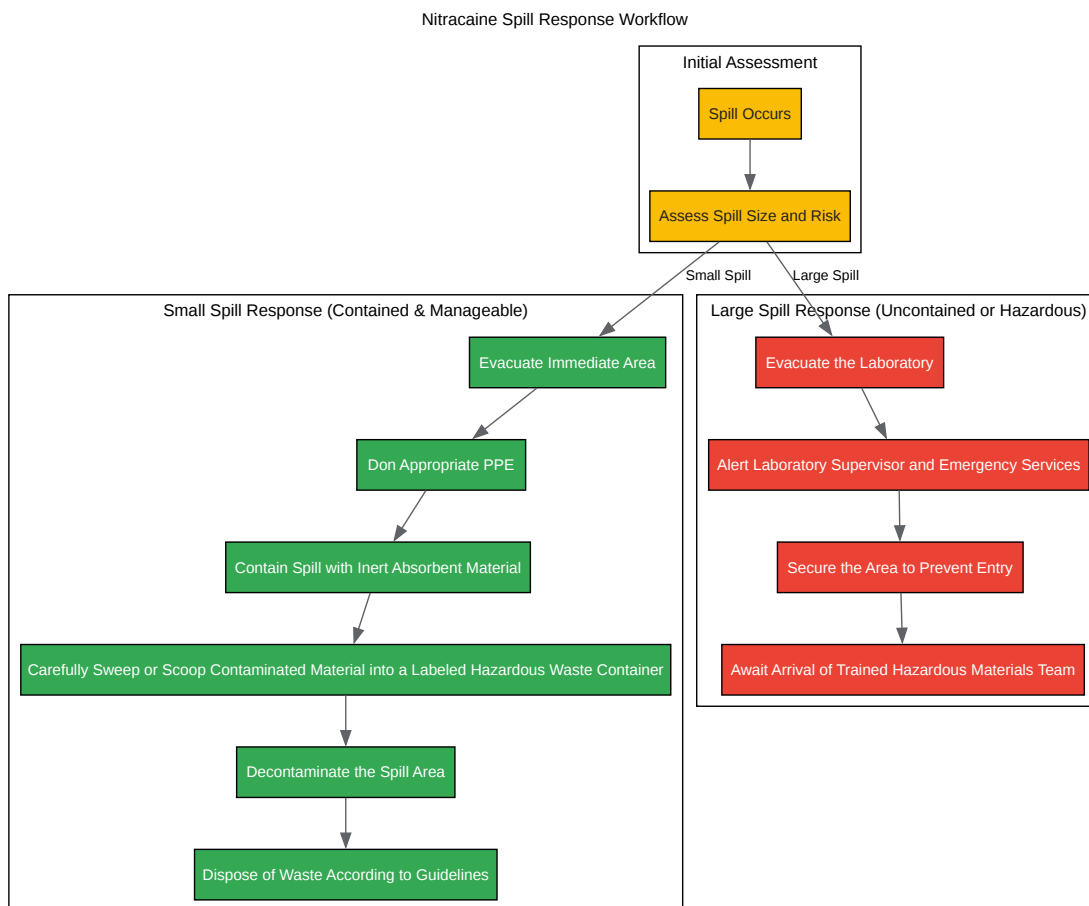 Nitracaine Spill Response Workflow
Initial Assessment
Spill Occurs
Assess Spill Size and Risk
Small Spill
Large Spill
Small Spill Response (Contained & Manageable)
Evacuate Immediate Area
Don Appropriate PPE
Contain Spill with Inert Absorbent Material
Carefully Sweep or Scoop Contaminated Material into a Labeled Hazardous Waste Container
Decontaminate the Spill Area
Dispose of Waste According to Guidelines
Large Spill Response (Uncontained or Hazardous)
Evacuate the Laboratory
Alert Laboratory Supervisor and Emergency Services
Secure the Area to Prevent Entry
Await Arrival of Trained Hazardous Materials Team